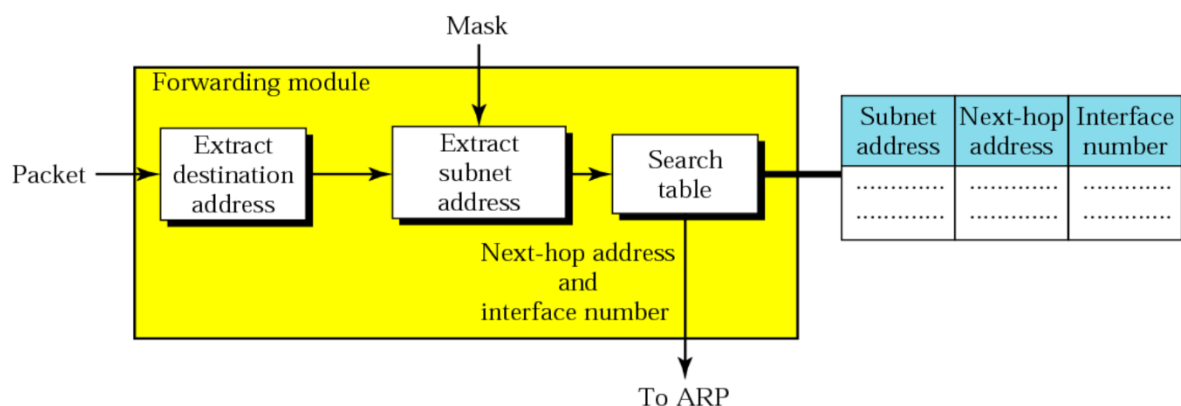 Mask
Forwarding module
Packet
Extract
destination
address
Extract
subnet
address
Search
table
Next-hop address
and
interface number
To ARP
Subnet
address
Next-hop
address
Interface
number
.............
.............
.............
.............
.............
.............